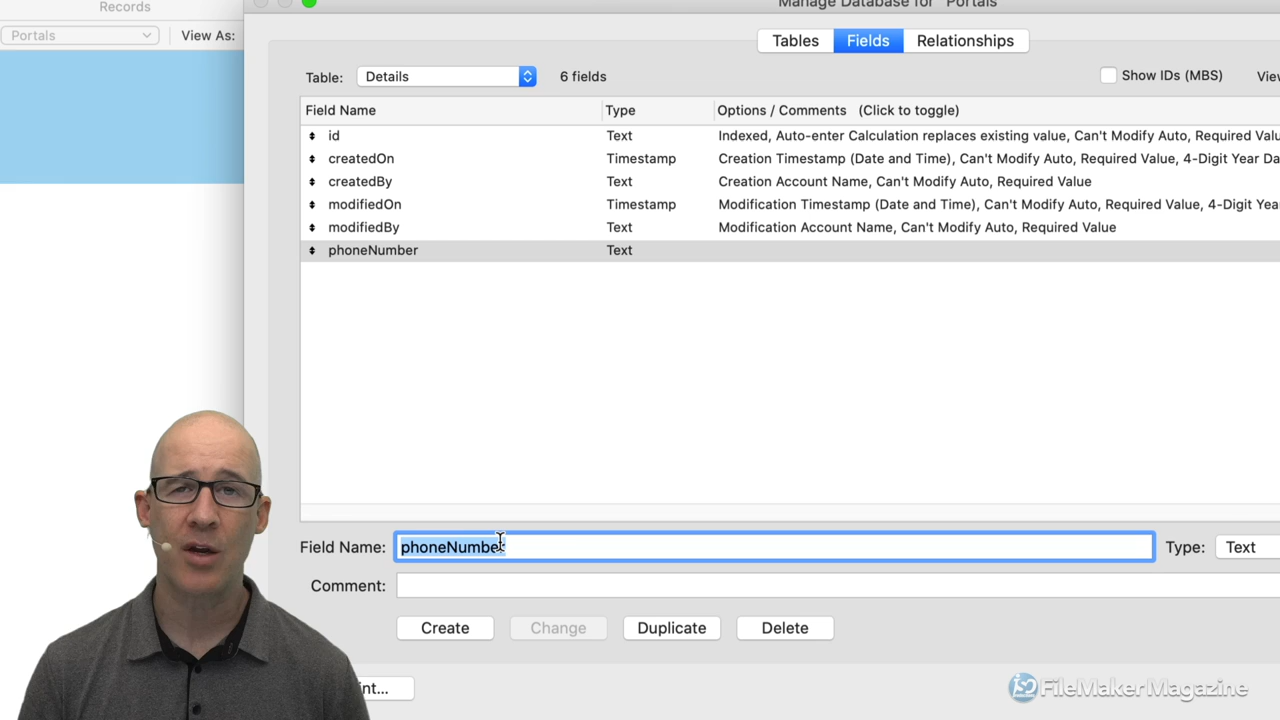 Records
Manage Database for "Portals
Portals
View As:
Tables
Fields
Relationships
Table:
Details
6 fields
Show IDs (MBS)
View
Field Name
Type
Options / Comments (Click to toggle)
id
Text
Indexed, Auto-enter Calculation replaces existing value, Can't Modify Auto, Required Valu
createdOn
Timestamp
Creation Timestamp (Date and Time), Can't Modify Auto, Required Value, 4-Digit Year Da
createdBy
Text
Creation Account Name, Can't Modify Auto, Required Value
modifiedOn
Timestamp
Modification Timestamp (Date and Time), Can't Modify Auto, Required Value, 4-Digit Yea
modifiedBy
Text
Modification Account Name, Can't Modify Auto, Required Value
phoneNumber
Text
Field Name:
phoneNumber
Type:
Text
Comment:
Create
Change
Duplicate
Delete
int...
FileMaker Magazine